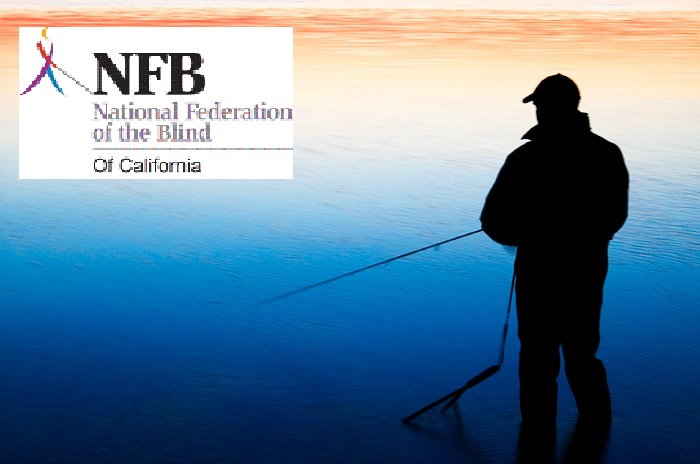 NFB
National Federation
of the Blind
Of California